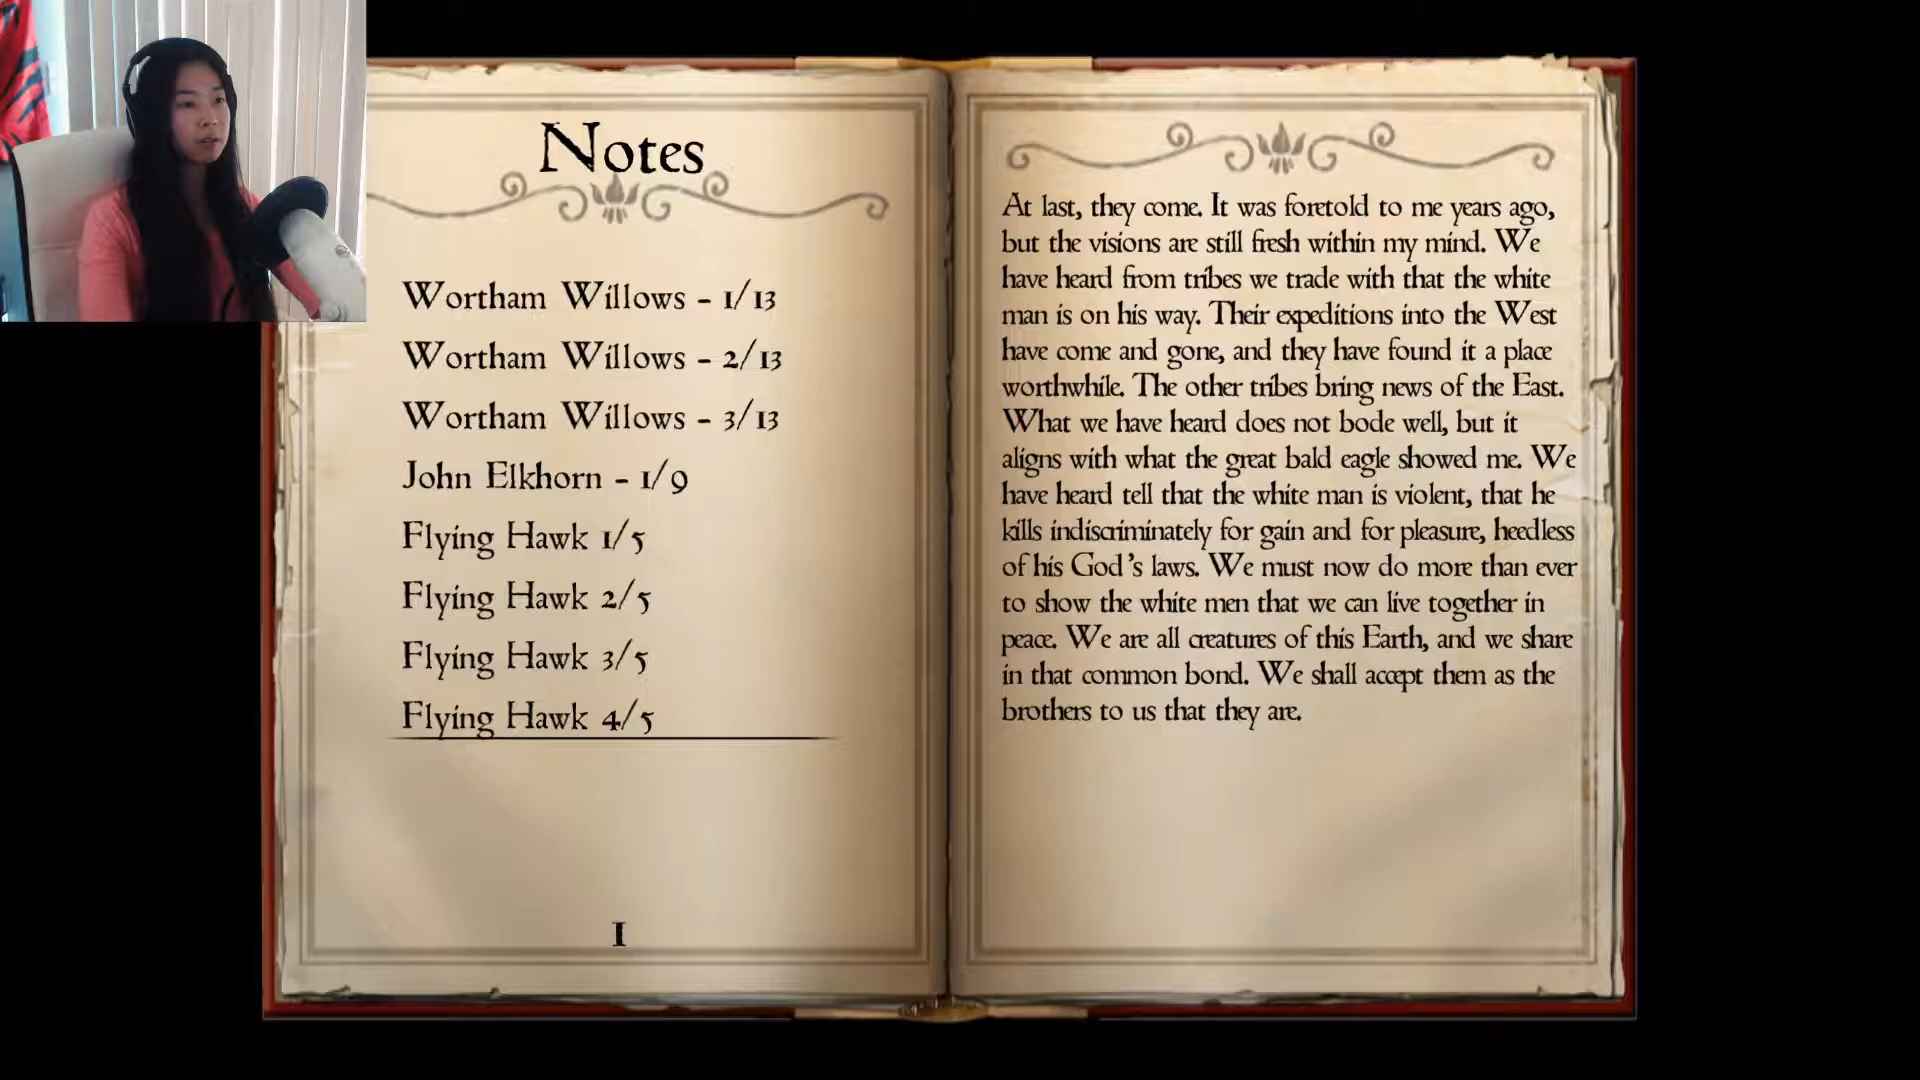 Notes
Wortham Willows - 1/13
Wortham Willows - 2/13
Wortham Willows - 3/13
John Elkhorn - 1/9
Flying Hawk 1/5
Flying Hawk 2/5
Flying Hawk 3/5
Flying Hawk 4/5
1
At last, they come. It was foretold to me years ago,
but the visions are still fresh within my mind. We
have heard from tribes we trade with that the white
man is on his way. Their expeditions into the West
have come and gone, and they have found it a place
worthwhile. The other tribes bring news of the East.
What we have heard does not bode well, but it
aligns with what the great bald eagle showed me. We
have heard tell that the white man is violent, that he
kills indiscriminately for gain and for pleasure, heedless
of his God's laws. We must now do more than ever
to show the white men that we can live together in
peace. We are all creatures of this Earth, and we share
in that common bond. We shall accept them as the
brothers to us that they are.